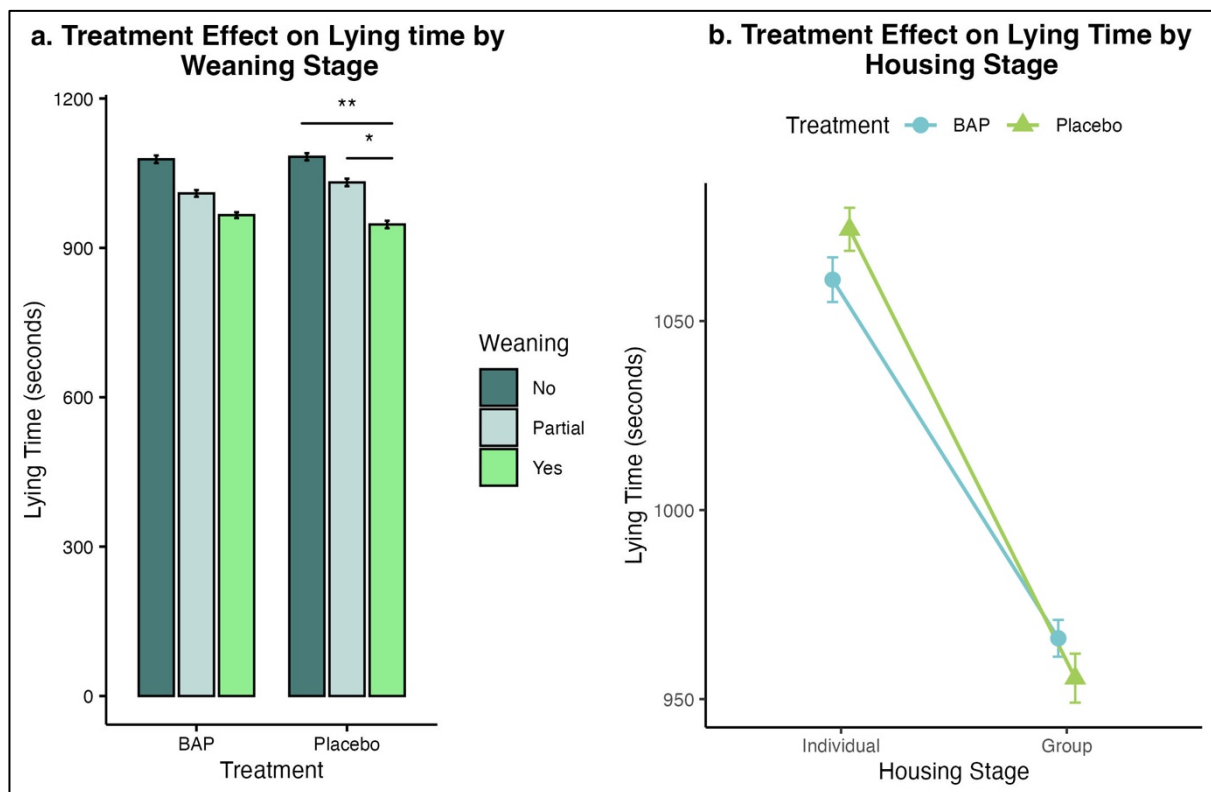 a. Treatment Effect on Lying time by
Weaning Stage
1200
900
600
300
0
Lying Time (seconds)
**
*
BAP
Placebo
Treatment
Weaning
No
Partial
Yes
b. Treatment Effect on Lying Time by
Housing Stage
Treatment BAP Placebo
1050
1000
950
Lying Time (seconds)
Individual
Group
Housing Stage